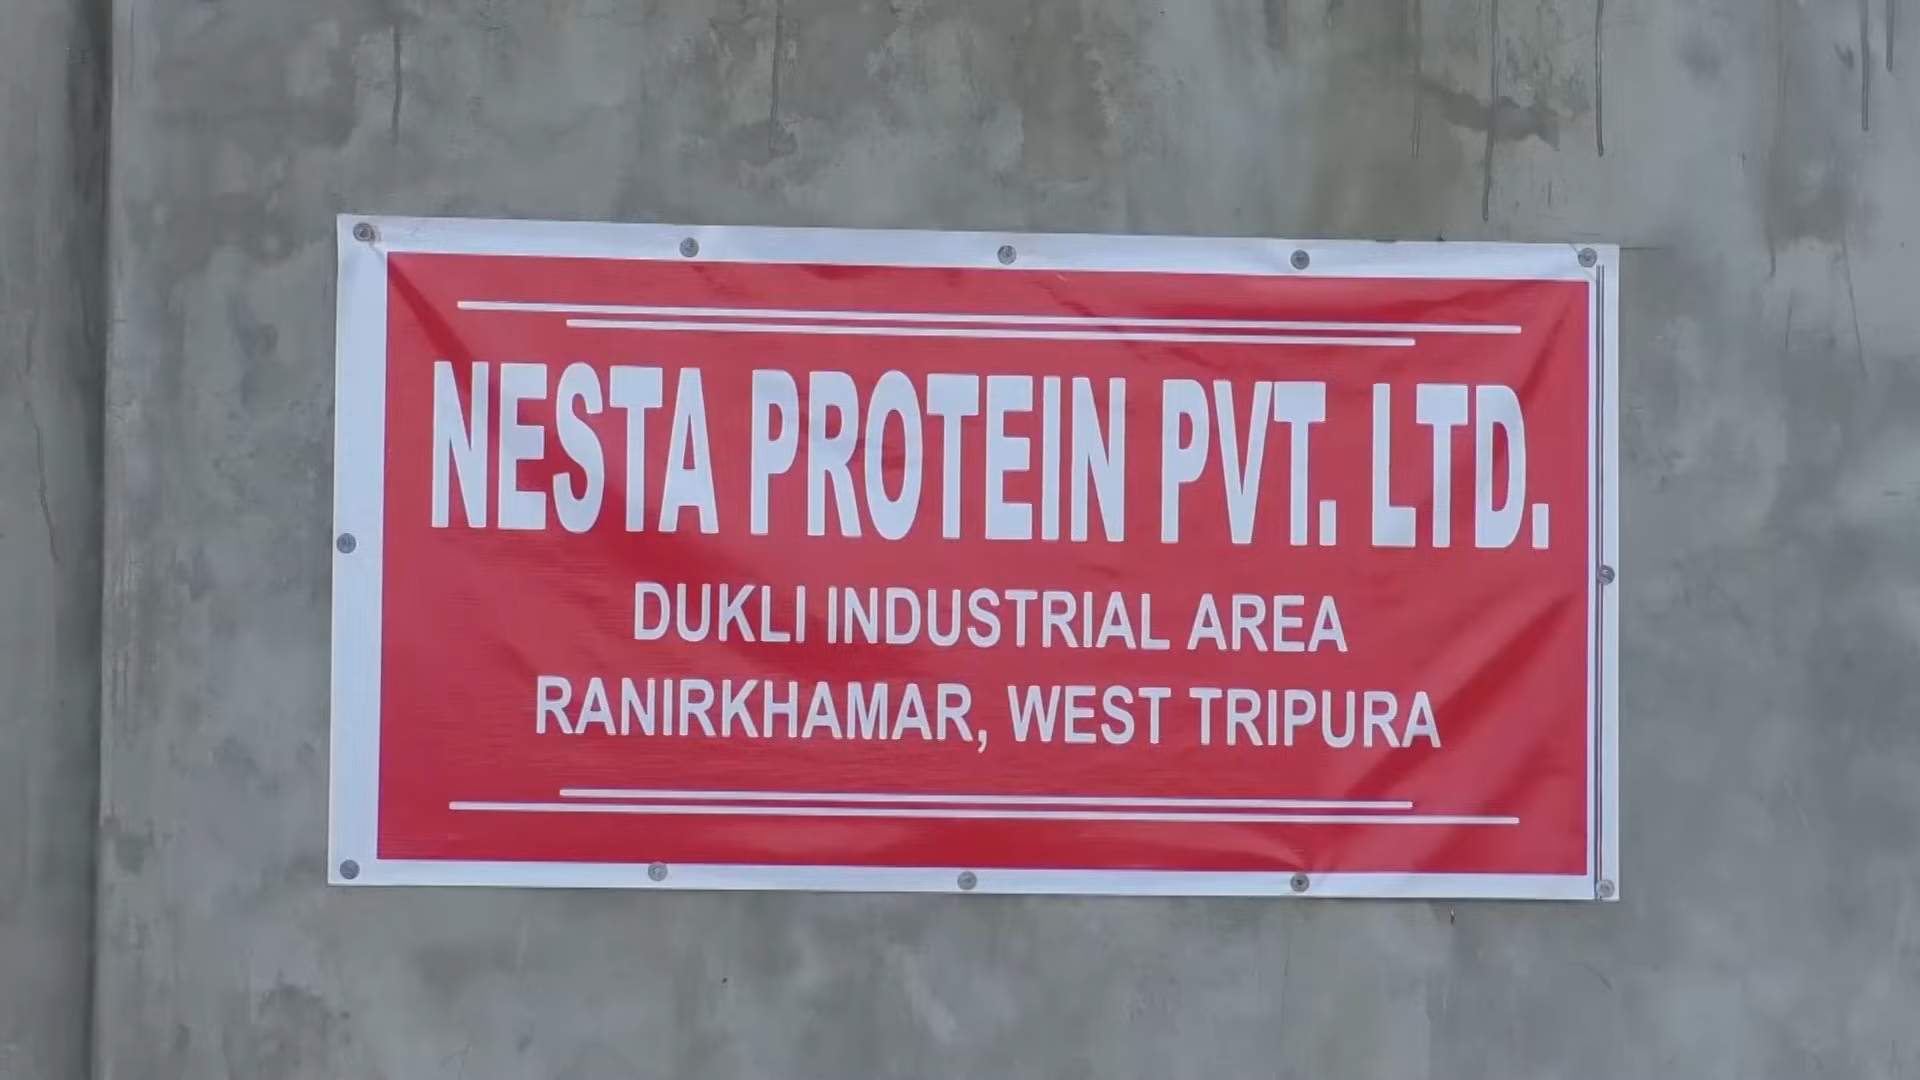 NESTA PROTEIN PVT. LTD.
DUKLI INDUSTRIAL AREA
RANIRKHAMAR, WEST TRIPURA